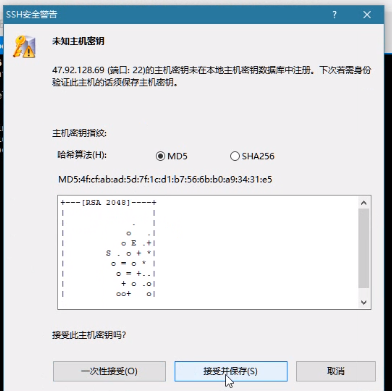 SSH安全警告
未知主机密钥
47.92.128.69 (端口: 22)的主机密钥未在本地主机密钥数据库中注册。下次若需身份
验证此主机的话须保存主机密钥。
主机密钥指纹:
哈希算法(H):
MD5
SHA256
MD5:4f:cf:ab:ad:5d:7f:1c:d1:b7:56:6b:b0:a9:34:31:e5
+---[RSA 2048]----+
|                 |
|            .    |
|           o   . |
|          o E .+|
|       S . o + *|
|        o = o * |
|         o = +..|
|          + o .o|
|         oo+   o|
接受此主机密钥吗?
一次性接受(O)
接受并保存(S)
取消